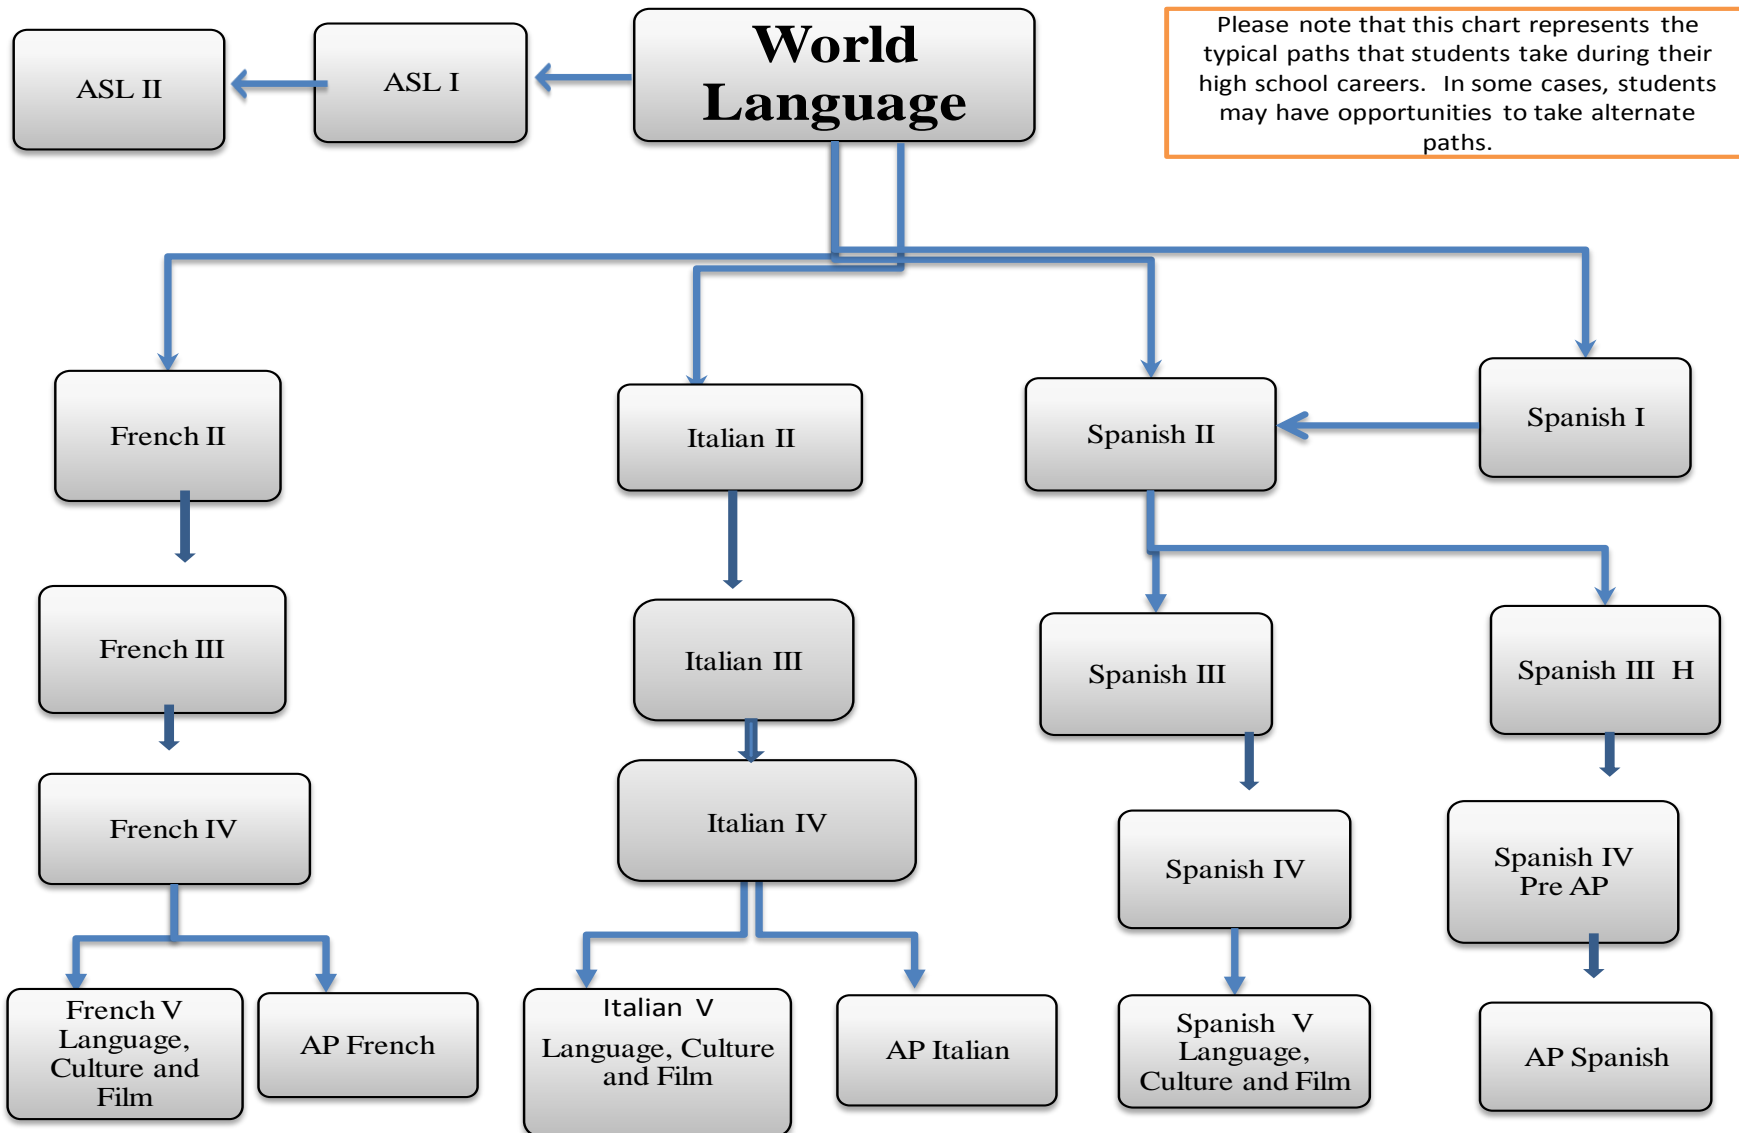 World
Language
Please note that this chart represents the
typical paths that students take during their
high school careers. In some cases, students
may have opportunities to take alternate
paths.
ASL II
ASL I
French II
Italian II
Spanish II
Spanish I
French III
Italian III
Spanish III
Spanish III H
French IV
Italian IV
Spanish IV
Spanish IV
Pre AP
French V
Language,
Culture and
Film
AP French
Italian V
Language, Culture
and Film
AP Italian
Spanish V
Language,
Culture and Film
AP Spanish